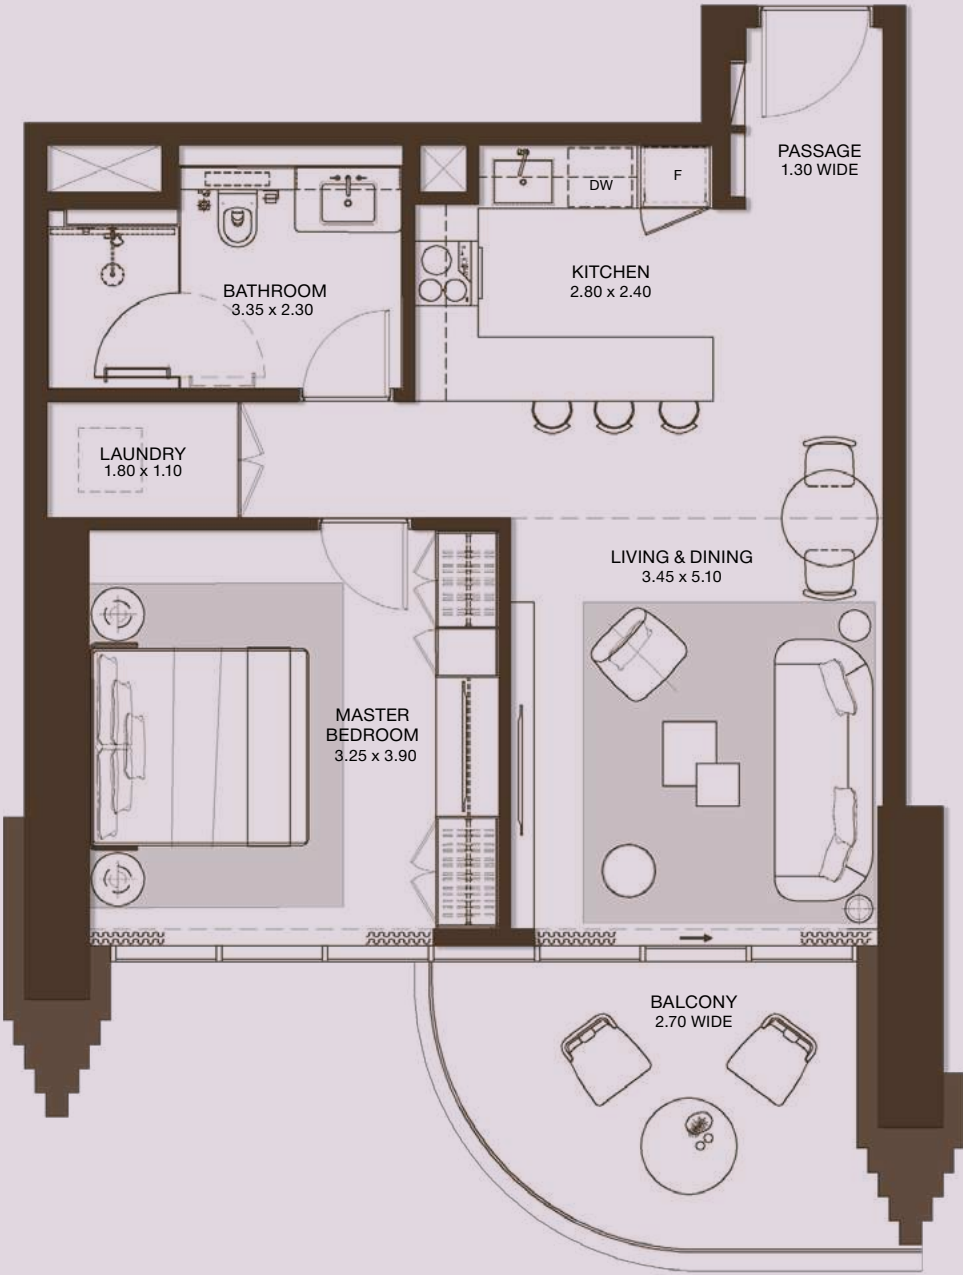 PASSAGE
1.30 WIDE
DW
F
KITCHEN
2.80 x 2.40
BATHROOM
3.35 x 2.30
LAUNDRY
1.80 x 1.10
LIVING & DINING
3.45 x 5.10
MASTER
BEDROOM
3.25 x 3.90
BALCONY
2.70 WIDE